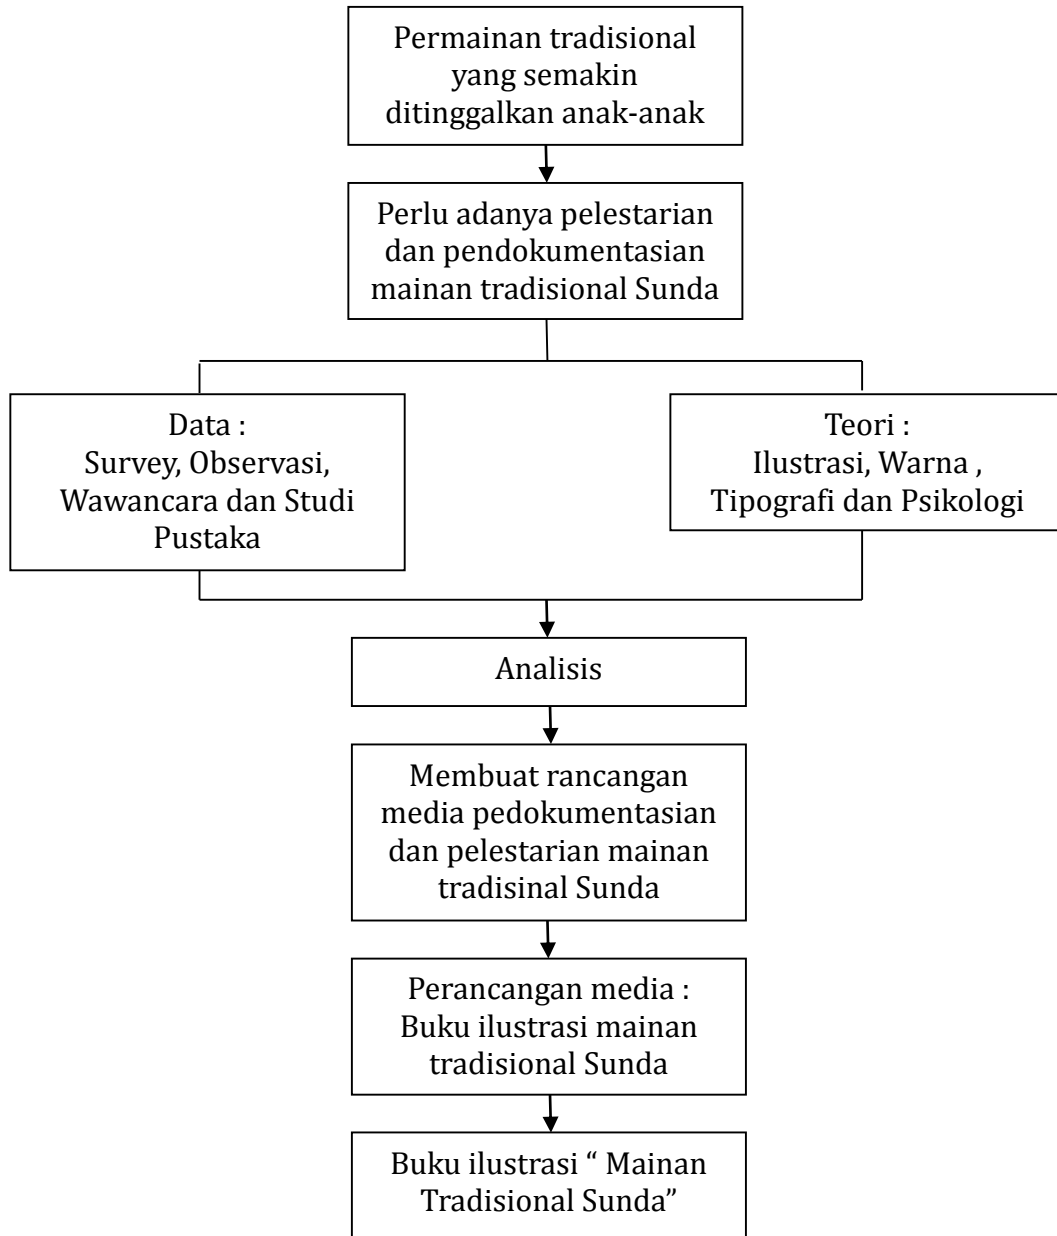 Permainan tradisional
yang semakin
ditinggalkan anak-anak
Perlu adanya pelestarian
dan pendokumentasian
mainan tradisional Sunda
Data :
Survey, Observasi,
Wawancara dan Studi
Pustaka
Teori :
Ilustrasi, Warna ,
Tipografi dan Psikologi
Analisis
Membuat rancangan
media pedokumentasian
dan pelestarian mainan
tradisinal Sunda
Perancangan media :
Buku ilustrasi mainan
tradisional Sunda
Buku ilustrasi “ Mainan
Tradisional Sunda”